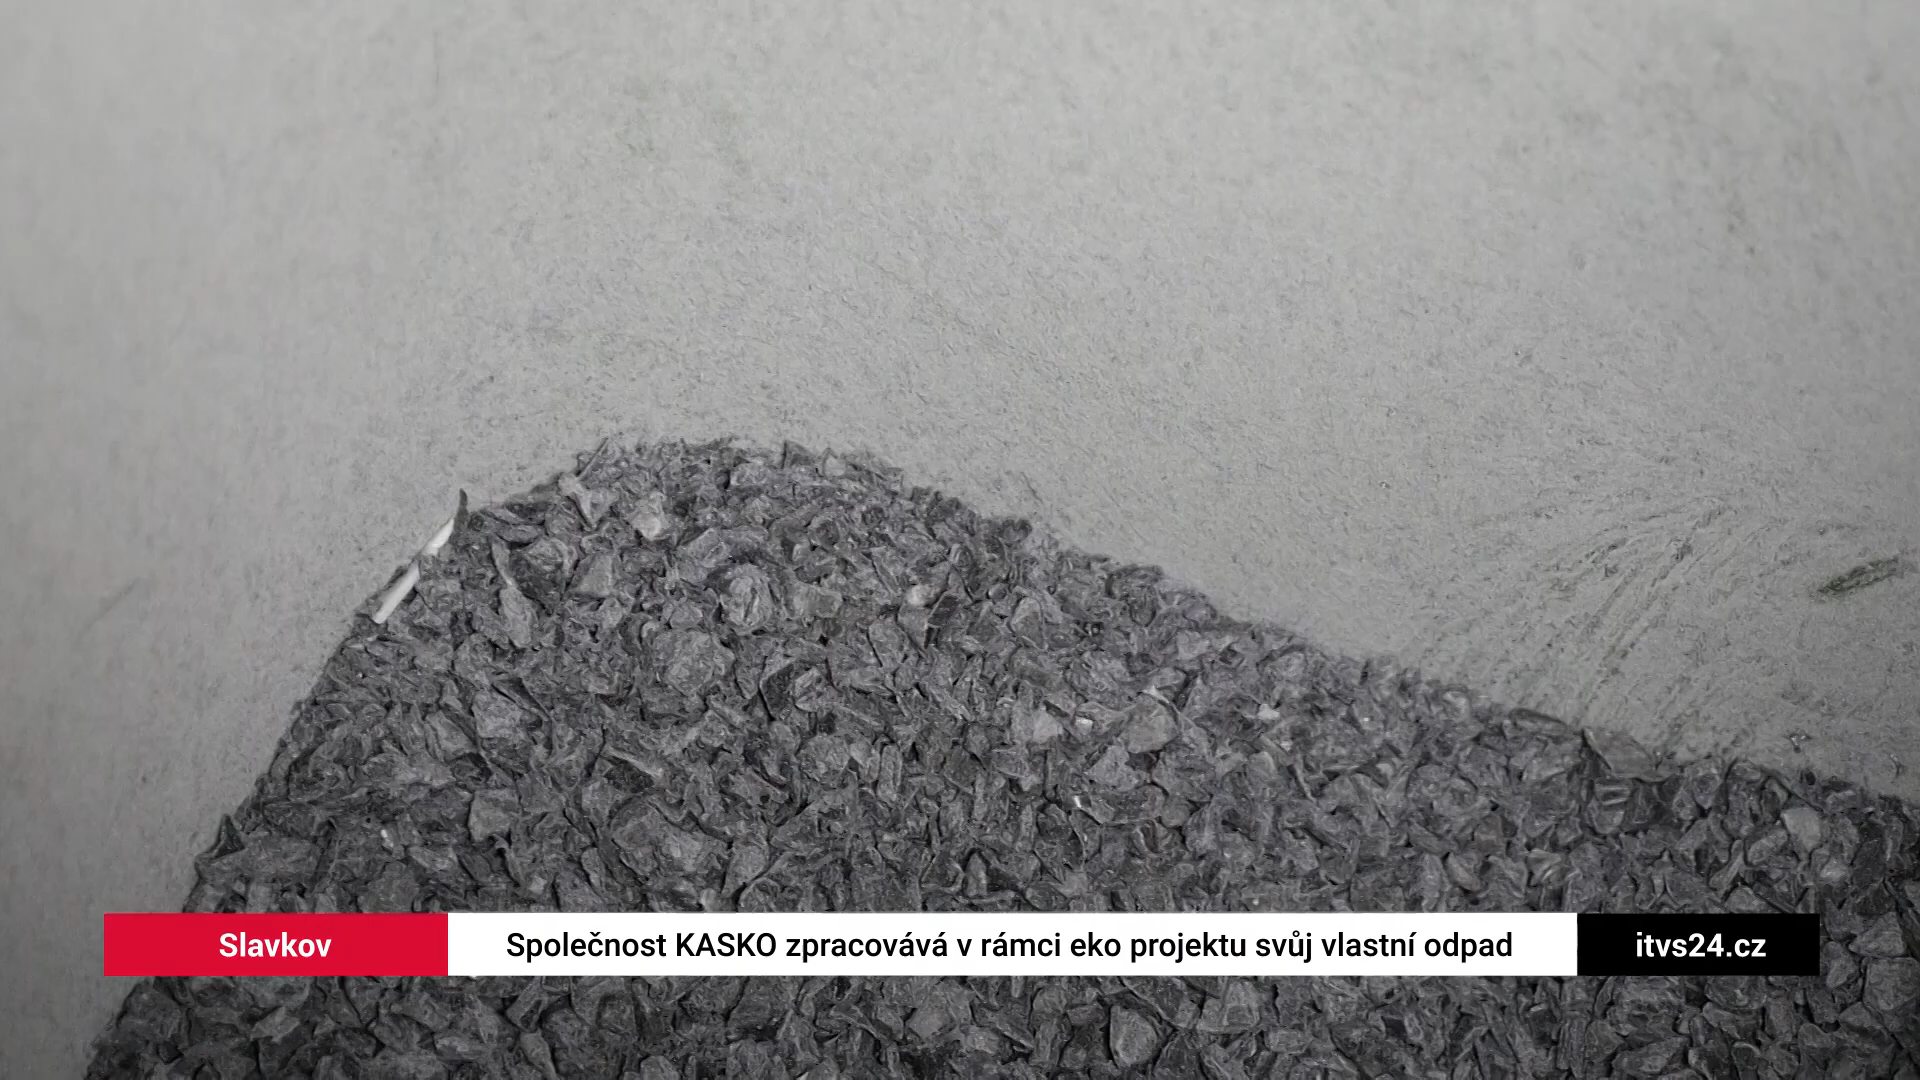 Slavkov
Společnost KASKO zpracovává v rámci eko projektu svůj vlastní odpad
itvs24.cz